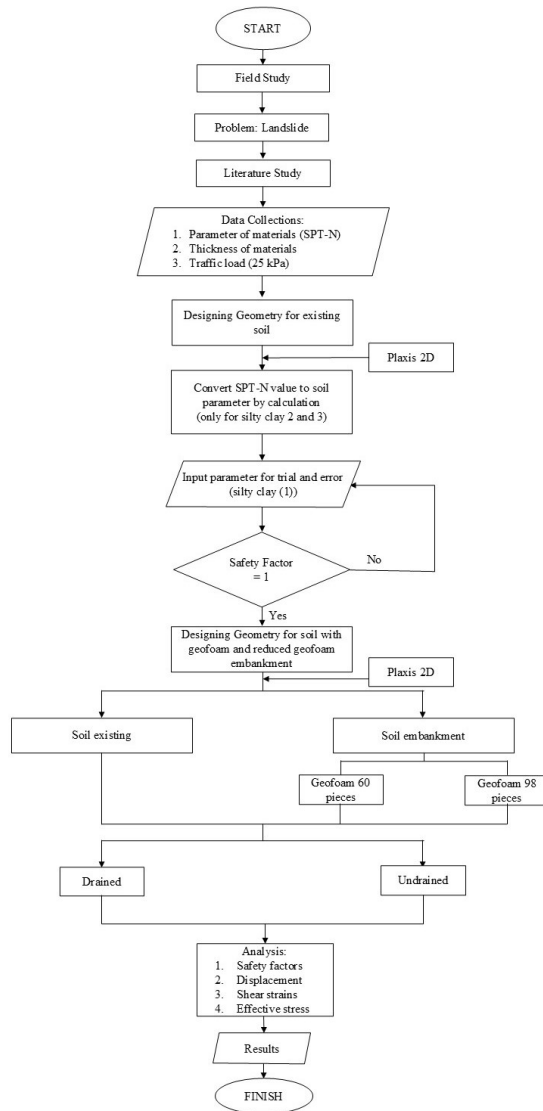 START
Field Study
Problem: Landslide
Literature Study
Data Collections:
1. Parameter of materials (SPT-N)
2. Thickness of materials
3. Traffic load (25 kPa)
Designing Geometry for existing
soil
Plaxis 2D
Convert SPT-N value to soil
parameter by calculation
(only for silty clay 2 and 3)
Input parameter for trial and error
(silty clay (1))
Safety Factor
= 1
No
Yes
Designing Geometry for soil with
geofoam and reduced geofoam
embankment
Plaxis 2D
Soil existing
Soil embankment
Geofoam 60
pieces
Geofoam 98
pieces
Drained
Undrained
Analysis:
1. Safety factors
2. Displacement
3. Shear strains
4. Effective stress
Results
FINISH